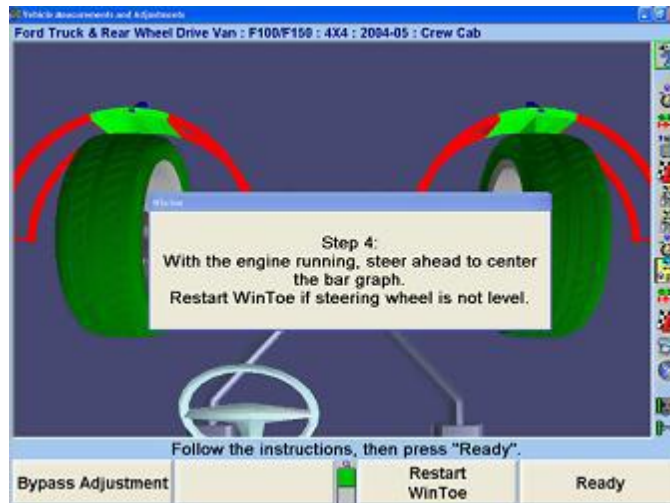 Vehicle Measurements and Adjustments
Ford Truck & Rear Wheel Drive Van : F100/F150 : 4X4 : 2004-05 : Crew Cab
WinToe
Step 4:
With the engine running, steer ahead to center
the bar graph.
Restart WinToe if steering wheel is not level.
Follow the instructions, then press "Ready".
Bypass Adjustment
Restart
WinToe
Ready